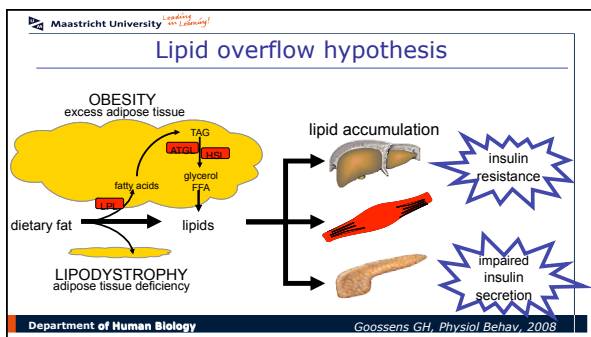 Maastricht University
Leading
in Learning!
Lipid overflow hypothesis
OBESITY
excess adipose tissue
TAG
ATGL
HSL
glycerol
FFA
fatty acids
LPL
dietary fat
lipids
LIPODYSTROPHY
adipose tissue deficiency
lipid accumulation
insulin
resistance
impaired
insulin
secretion
Department of Human Biology
Goossens GH, Physiol Behav, 2008